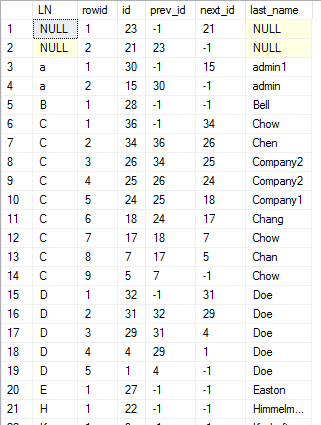 LN rowid id prev_id next_id last_name
1 NULL 1 23 -1 21 NULL
2 NULL 2 21 23 -1 NULL
3 a 1 30 -1 15 admin1
4 a 2 15 30 -1 admin
5 B 1 28 -1 -1 Bell
6 C 1 36 -1 34 Chow
7 C 2 34 36 26 Chen
8 C 3 26 34 25 Company2
9 C 4 25 26 24 Company2
10 C 5 24 25 18 Company1
11 C 6 18 24 17 Chang
12 C 7 17 18 7 Chow
13 C 8 7 17 5 Chan
14 C 9 5 7 -1 Chow
15 D 1 32 -1 31 Doe
16 D 2 31 32 29 Doe
17 D 3 29 31 4 Doe
18 D 4 4 29 1 Doe
19 D 5 1 4 -1 Doe
20 E 1 27 -1 -1 Easton
21 H 1 22 -1 -1 Himmelm...